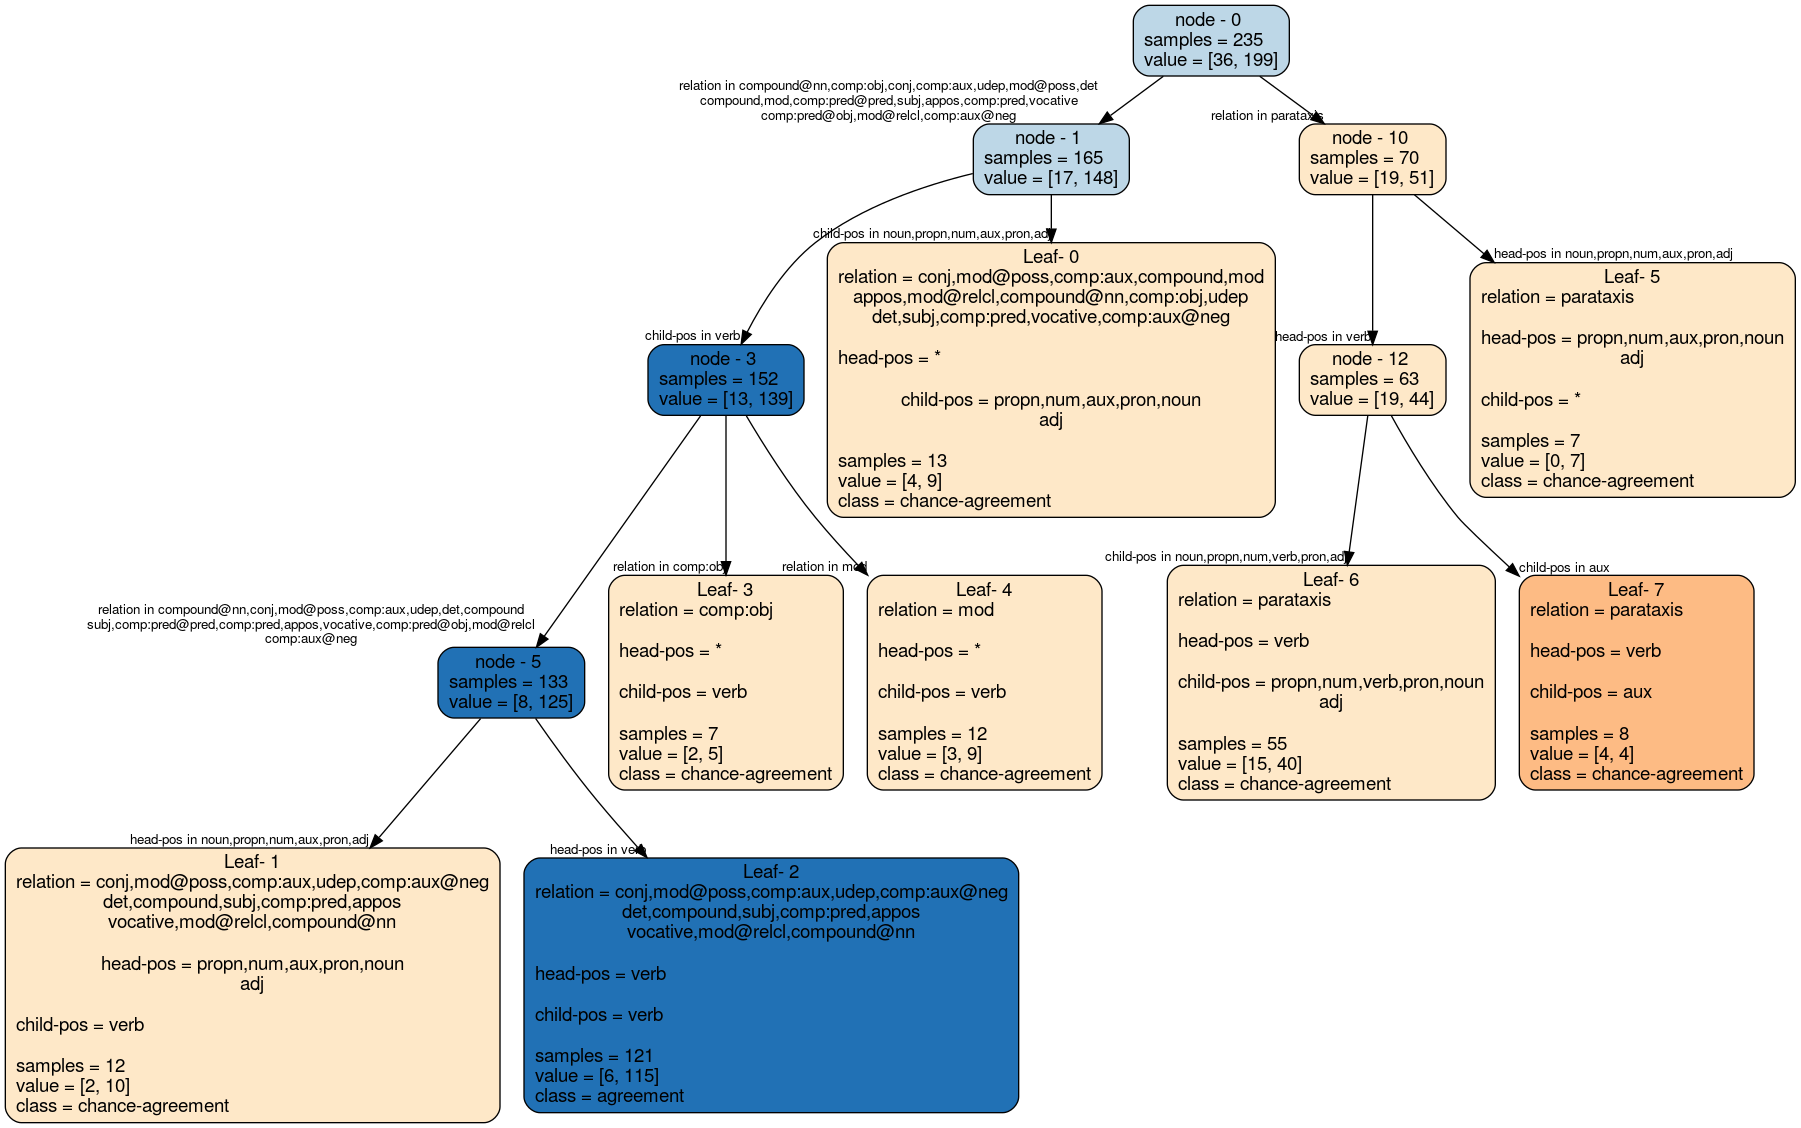 node - 0
samples = 235
value = [36, 199]
relation in compound@nn,comp:obj,conj,comp:aux,udep,mod@poss,det
compound,mod,comp:pred@pred,subj,appos,comp:pred,vocative
comp:pred@obj,mod@relcl,comp:aux@neg
relation in parataxis
node - 1
samples = 165
value = [17, 148]
node - 10
samples = 70
value = [19, 51]
child-pos in noun,propn,num,aux,pron,adj
head-pos in noun,propn,num,aux,pron,adj
Leaf- 0
relation = conj,mod@poss,comp:aux,compound,mod
appos,mod@relcl,compound@nn,comp:obj,udep
det,subj,comp:pred,vocative,comp:aux@neg
head-pos = *
child-pos = propn,num,aux,pron,noun
adj
samples = 13
value = [4, 9]
class = chance-agreement
Leaf- 5
relation = parataxis
head-pos = propn,num,aux,pron,noun
adj
child-pos = *
samples = 7
value = [0, 7]
class = chance-agreement
child-pos in verb
node - 3
samples = 152
value = [13, 139]
head-pos in verb
node - 12
samples = 63
value = [19, 44]
relation in comp:obj
relation in mod
child-pos in noun,propn,num,verb,pron,adj
child-pos in aux
relation in compound@nn,conj,mod@poss,comp:aux,udep,det,compound
subj,comp:pred@pred,comp:pred,appos,vocative,comp:pred@obj,mod@relcl
comp:aux@neg
node - 5
samples = 133
value = [8, 125]
Leaf- 3
relation = comp:obj
head-pos = *
child-pos = verb
samples = 7
value = [2, 5]
class = chance-agreement
Leaf- 4
relation = mod
head-pos = *
child-pos = verb
samples = 12
value = [3, 9]
class = chance-agreement
Leaf- 6
relation = parataxis
head-pos = verb
child-pos = propn,num,verb,pron,noun
adj
samples = 55
value = [15, 40]
class = chance-agreement
Leaf- 7
relation = parataxis
head-pos = verb
child-pos = aux
samples = 8
value = [4, 4]
class = chance-agreement
head-pos in noun,propn,num,aux,pron,adj
head-pos in verb
Leaf- 1
relation = conj,mod@poss,comp:aux,udep,comp:aux@neg
det,compound,subj,comp:pred,appos
vocative,mod@relcl,compound@nn
head-pos = propn,num,aux,pron,noun
adj
child-pos = verb
samples = 12
value = [2, 10]
class = chance-agreement
Leaf- 2
relation = conj,mod@poss,comp:aux,udep,comp:aux@neg
det,compound,subj,comp:pred,appos
vocative,mod@relcl,compound@nn
head-pos = verb
child-pos = verb
samples = 121
value = [6, 115]
class = agreement